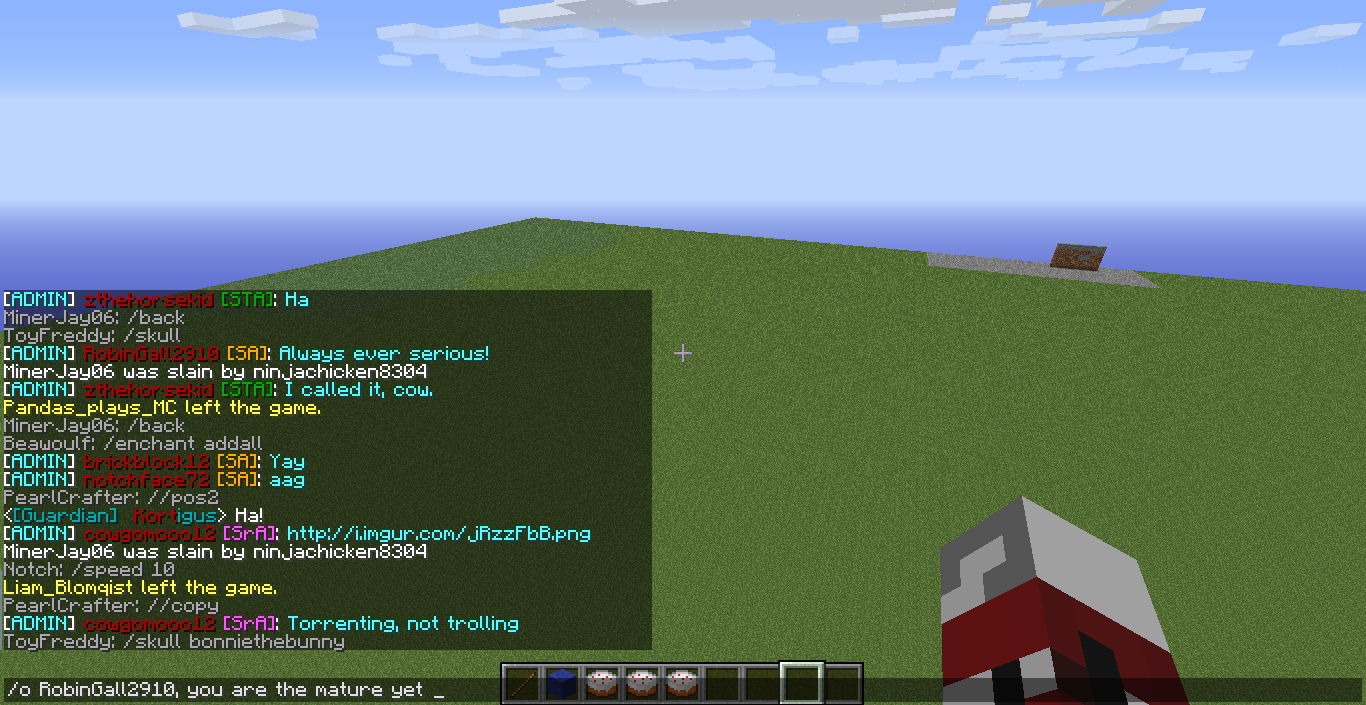 [ADMIN] zthehorsekid [STA]: Ha
MinerJay06: /back
ToyFreddy: /skull
[ADMIN] RobinGall2910 [SA]: Always ever serious!
MinerJay06 was slain by ninjachicken8304
[ADMIN] zthehorsekid [STA]: I called it, cow.
Pandas_plays_MC left the game.
MinerJay06: /back
Beawoulf: /enchant addall
[ADMIN] brickblock12 [SA]: Yay
[ADMIN] notchface72 [SA]: aag
PearlCrafter: //pos2
<[Guardian] Kortigus> Ha!
[ADMIN] cowgomooo12 [SrA]: http://i.imgur.com/jRzzFbB.png
MinerJay06 was slain by ninjachicken8304
Notch: /speed 10
Liam_Blomqist left the game.
PearlCrafter: //copy
[ADMIN] cowgomooo12 [SrA]: Torrenting, not trolling
ToyFreddy: /skull bonniethebunny
/o RobinGall2910, you are the mature yet _